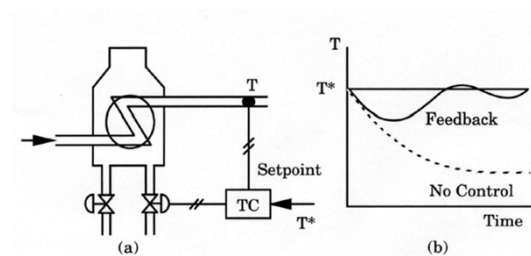 T
Setpoint
TC
T*
(a)
T
T*
Feedback
No Control
Time
(b)